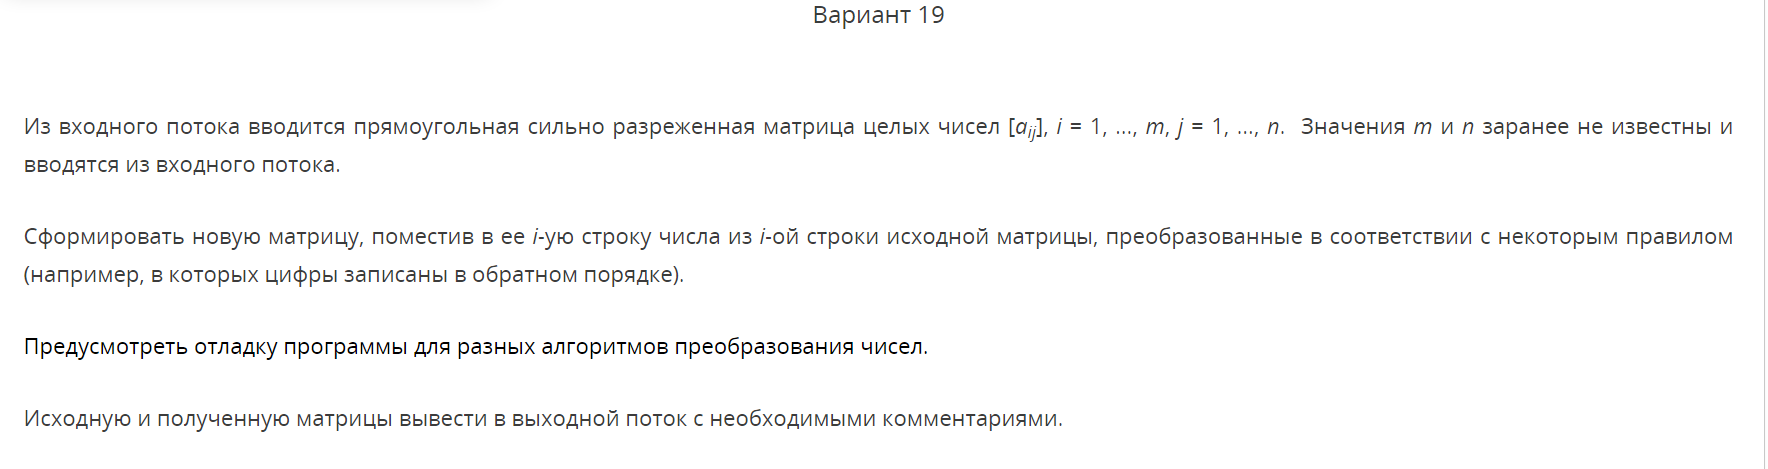 Вариант 19
Из входного потока вводится прямоугольная сильно разреженная матрица целых чисел [aij], i = 1, ..., m, j = 1, ..., n. Значения m и n заранее не известны и
вводятся из входного потока.
Сформировать новую матрицу, поместив в ее i-ую строку числа из i-ой строки исходной матрицы, преобразованные в соответствии с некоторым правилом
(например, в которых цифры записаны в обратном порядке).
Предусмотреть отладку программы для разных алгоритмов преобразования чисел.
Исходную и полученную матрицы вывести в выходной поток с необходимыми комментариями.